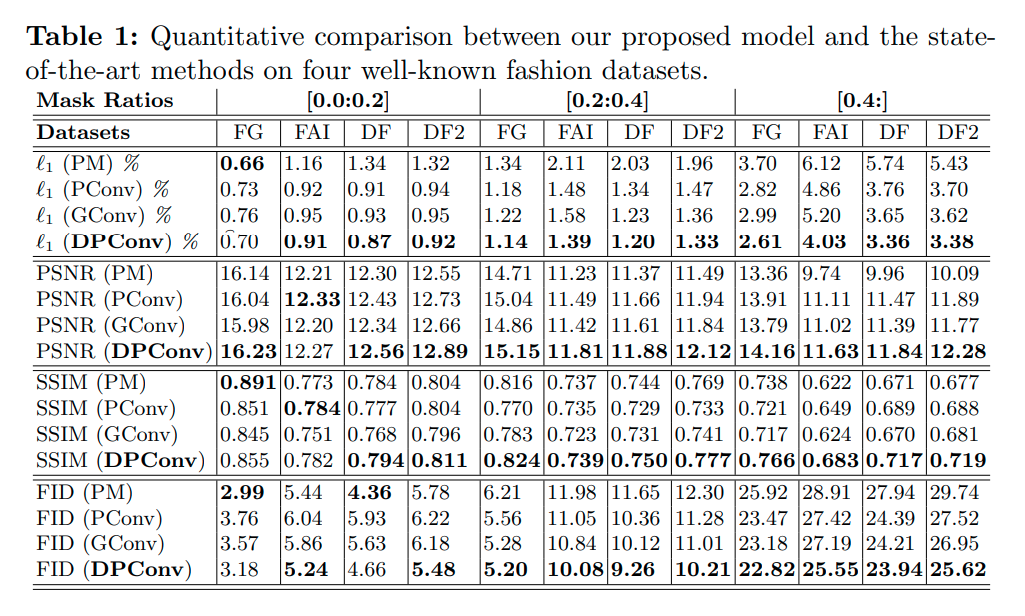 Table 1: Quantitative comparison between our proposed model and the state-
of-the-art methods on four well-known fashion datasets.
Mask Ratios [0.0:0.2] [0.2:0.4] [0.4:]
Datasets FG FAI DF DF2 FG FAI DF DF2 FG FAI DF DF2
ℓ1 (PM) % 0.66 1.16 1.34 1.32 1.34 2.11 2.03 1.96 3.70 6.12 5.74 5.43
ℓ1 (PConv) % 0.73 0.92 0.91 0.94 1.18 1.48 1.34 1.47 2.82 4.86 3.76 3.70
ℓ1 (GConv) % 0.76 0.95 0.93 0.95 1.22 1.58 1.23 1.36 2.99 5.20 3.65 3.62
ℓ1 (DPConv) % 0.70 0.91 0.87 0.92 1.14 1.39 1.20 1.33 2.61 4.03 3.36 3.38
PSNR (PM) 16.14 12.21 12.30 12.55 14.71 11.23 11.37 11.49 13.36 9.74 9.96 10.09
PSNR (PConv) 16.04 12.33 12.43 12.73 15.04 11.49 11.66 11.94 13.91 11.11 11.47 11.89
PSNR (GConv) 15.98 12.20 12.34 12.66 14.86 11.42 11.61 11.84 13.79 11.02 11.39 11.77
PSNR (DPConv) 16.23 12.27 12.56 12.89 15.15 11.81 11.88 12.12 14.16 11.63 11.84 12.28
SSIM (PM) 0.891 0.773 0.784 0.804 0.816 0.737 0.744 0.769 0.738 0.622 0.671 0.677
SSIM (PConv) 0.851 0.784 0.777 0.804 0.770 0.735 0.729 0.733 0.721 0.649 0.689 0.688
SSIM (GConv) 0.845 0.751 0.768 0.796 0.783 0.723 0.731 0.741 0.717 0.624 0.670 0.681
SSIM (DPConv) 0.855 0.782 0.794 0.811 0.824 0.739 0.750 0.777 0.766 0.683 0.717 0.719
FID (PM) 2.99 5.44 4.36 5.78 6.21 11.98 11.65 12.30 25.92 28.91 27.94 29.74
FID (PConv) 3.76 6.04 5.93 6.22 5.56 11.05 10.36 11.28 23.47 27.42 24.39 27.52
FID (GConv) 3.57 5.86 5.63 6.18 5.28 10.84 10.12 11.01 23.18 27.19 24.21 26.95
FID (DPConv) 3.18 5.24 4.66 5.48 5.20 10.08 9.26 10.21 22.82 25.55 23.94 25.62